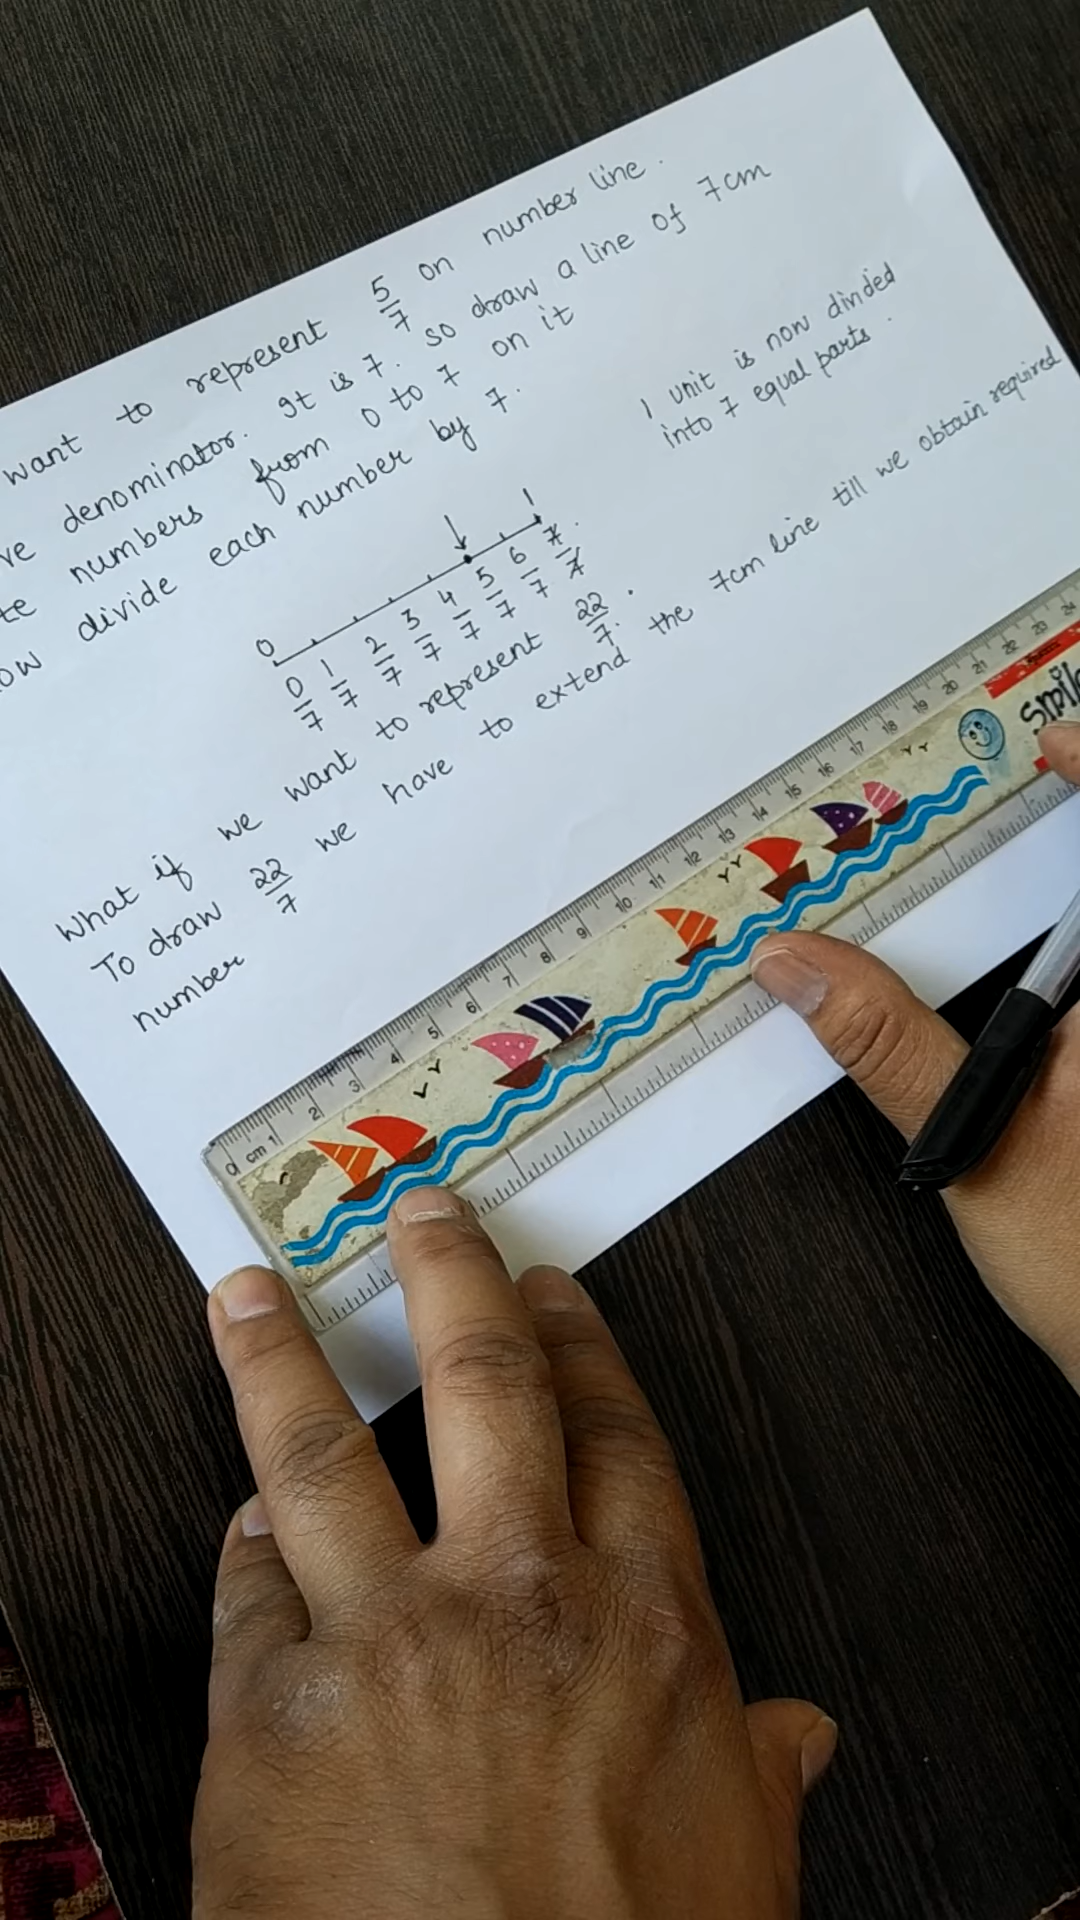 want to represent 5/7 on number line.
ve denominator. It is 7. so draw a line of 7cm
te numbers from 0 to 7 on it
ow divide each number by 7.
1 unit is now divided
into 7 equal parts.
0 1
0/7 1/7 2/7 3/7 4/7 5/7 6/7 7/7
What if we want to represent 22/7.
To draw 22/7 we have to extend the 7cm line till we obtain required
number
0 cm 1 2 3 4 5 6 7 8 9 10 11 12 13 14 15 16 17 18 19 20 21 22 23 24
Smile